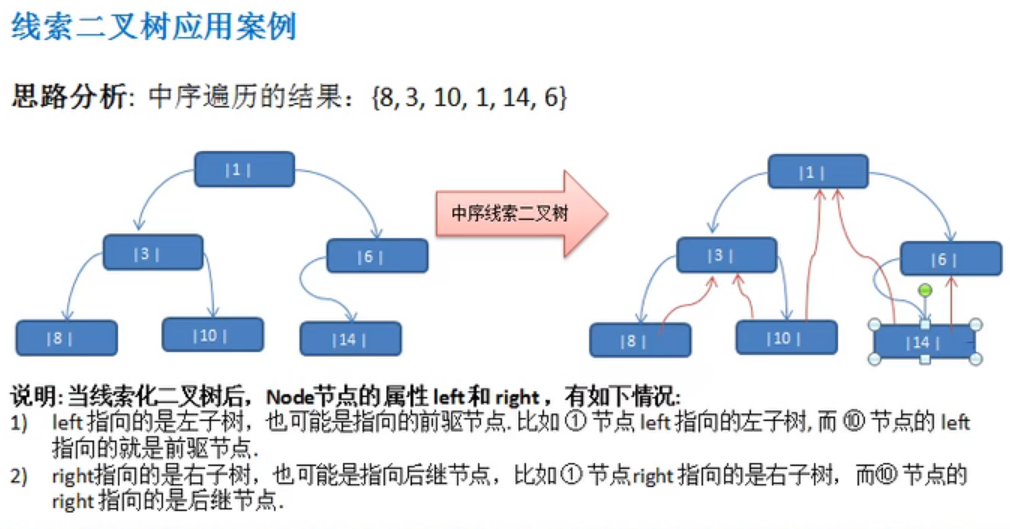 线索二叉树应用案例
思路分析: 中序遍历的结果：{8, 3, 10, 1, 14, 6}
|1 |
|3 |
|6 |
|8 |
|10 |
|14 |
中序线索二叉树
|1 |
|3 |
|6 |
|8 |
|10 |
|14 |
说明: 当线索化二叉树后，Node节点的属性 left 和 right ，有如下情况:
1) left 指向的是左子树，也可能是指向的前驱节点. 比如 ① 节点 left 指向的左子树, 而 ⑩ 节点的 left
指向的就是前驱节点.
2) right指向的是右子树，也可能是指向后继节点，比如 ① 节点right 指向的是右子树，而⑩ 节点的
right 指向的是后继节点.